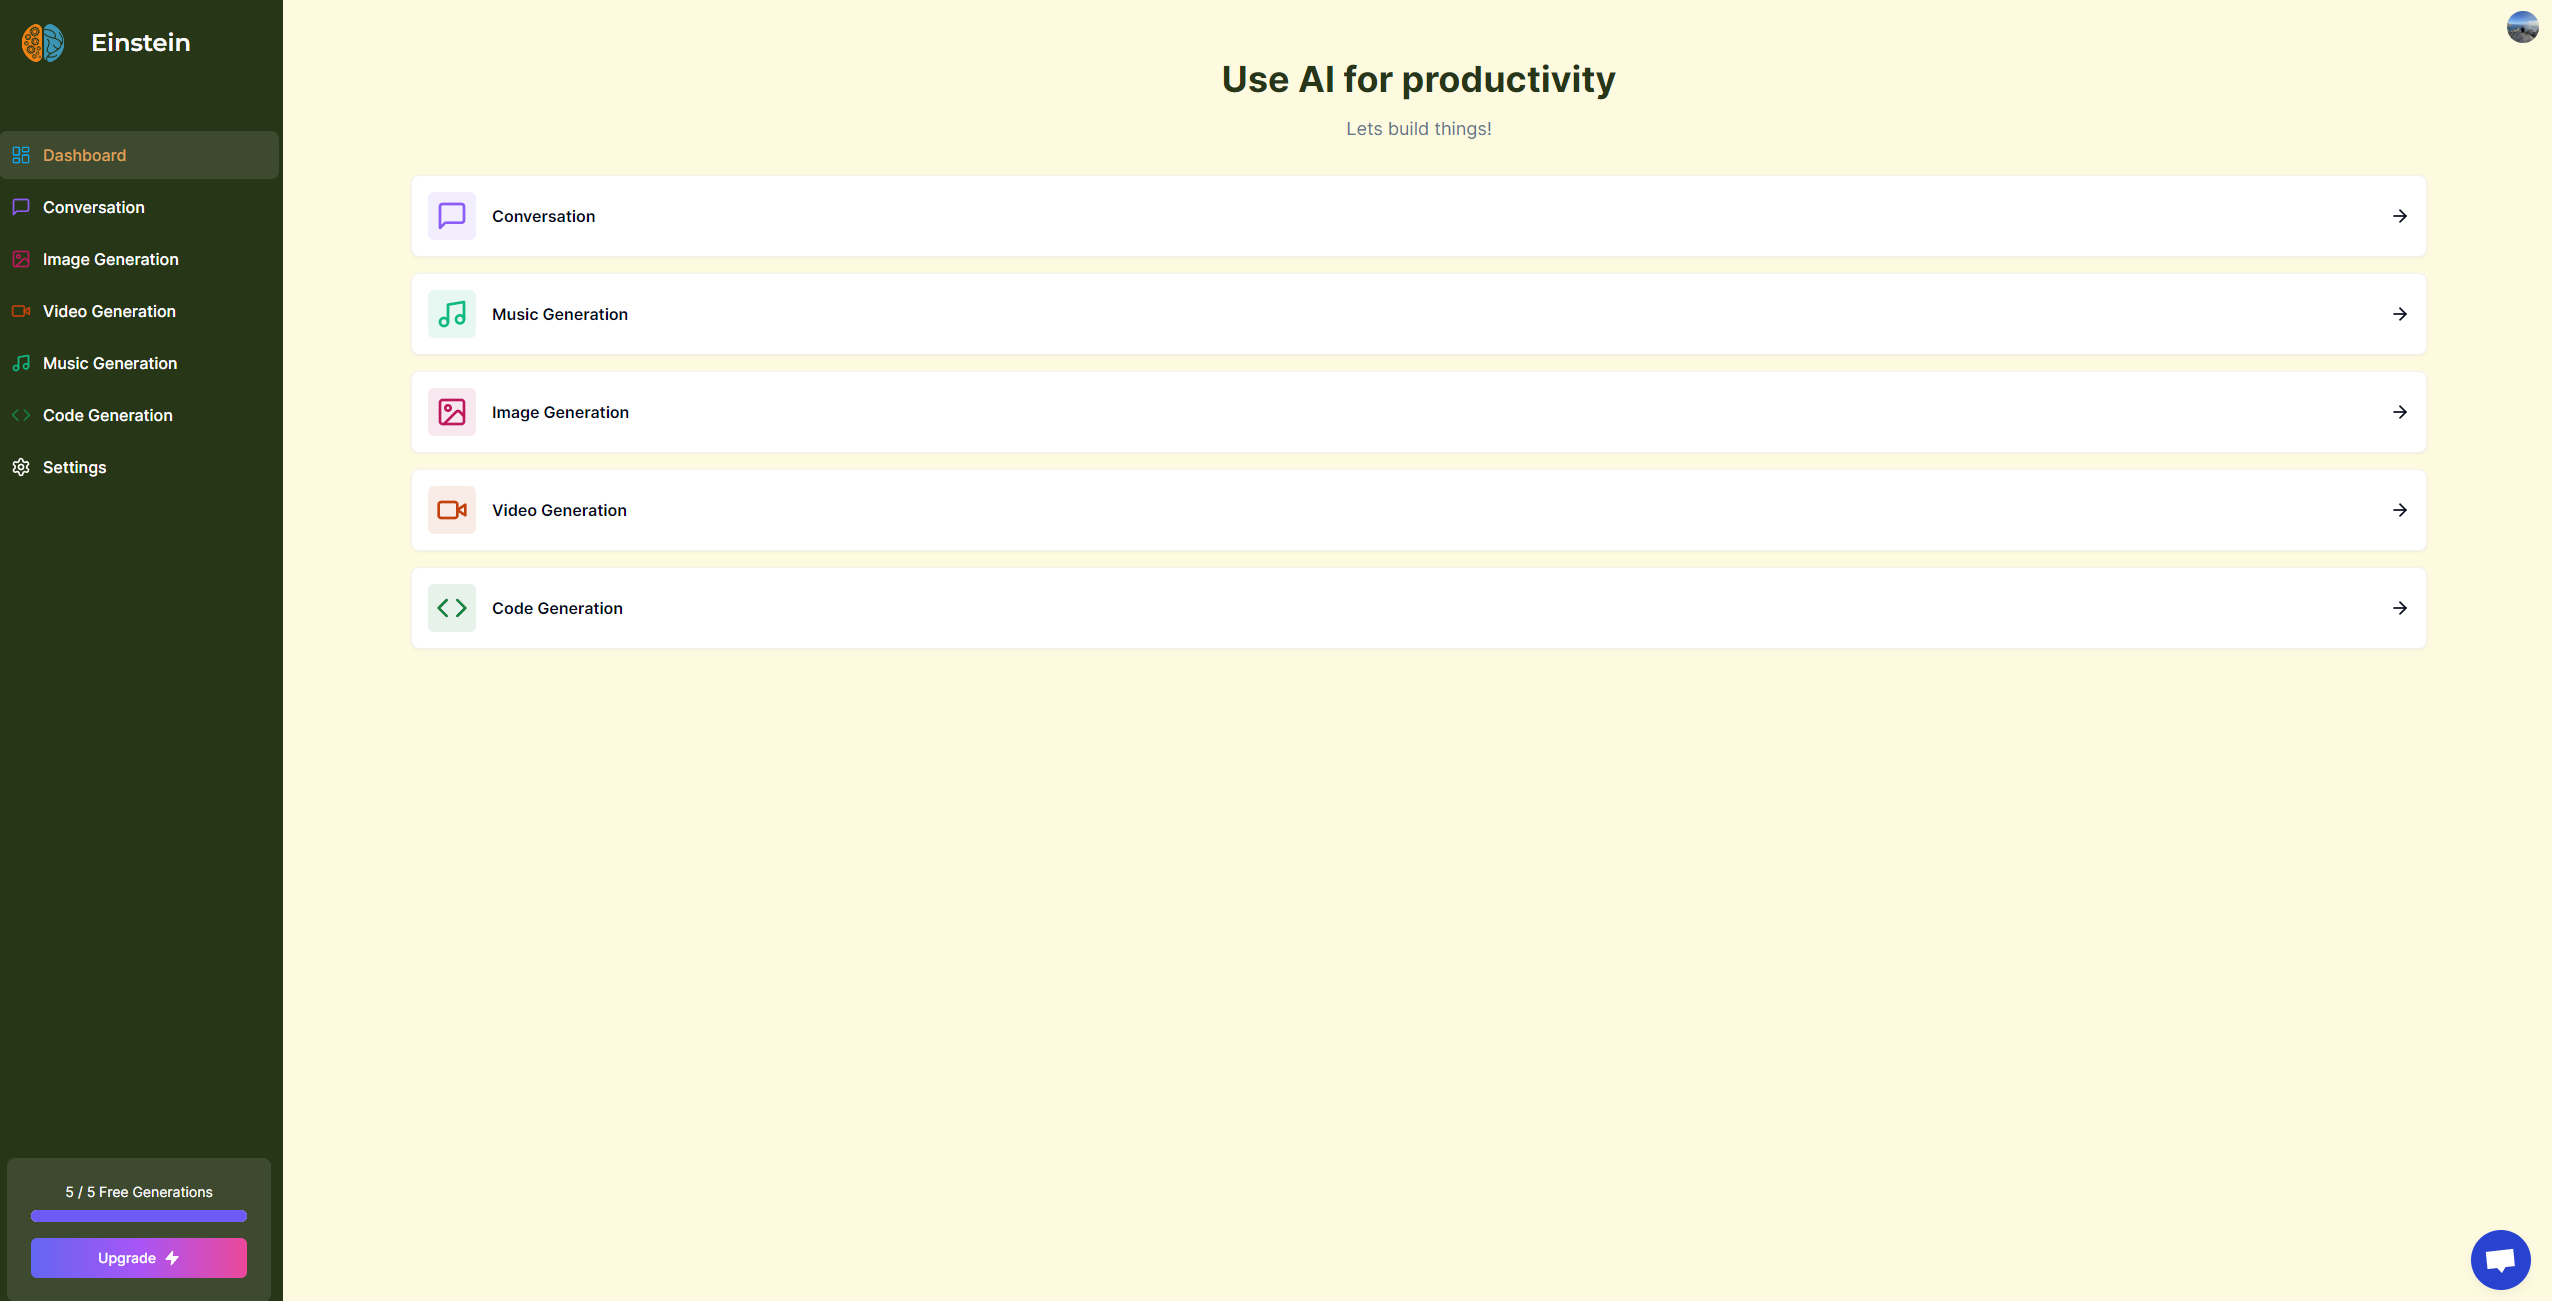 Einstein
Dashboard
Conversation
Image Generation
Video Generation
Music Generation
Code Generation
Settings
5 / 5 Free Generations
Upgrade
Use AI for productivity
Lets build things!
Conversation
Music Generation
Image Generation
Video Generation
Code Generation